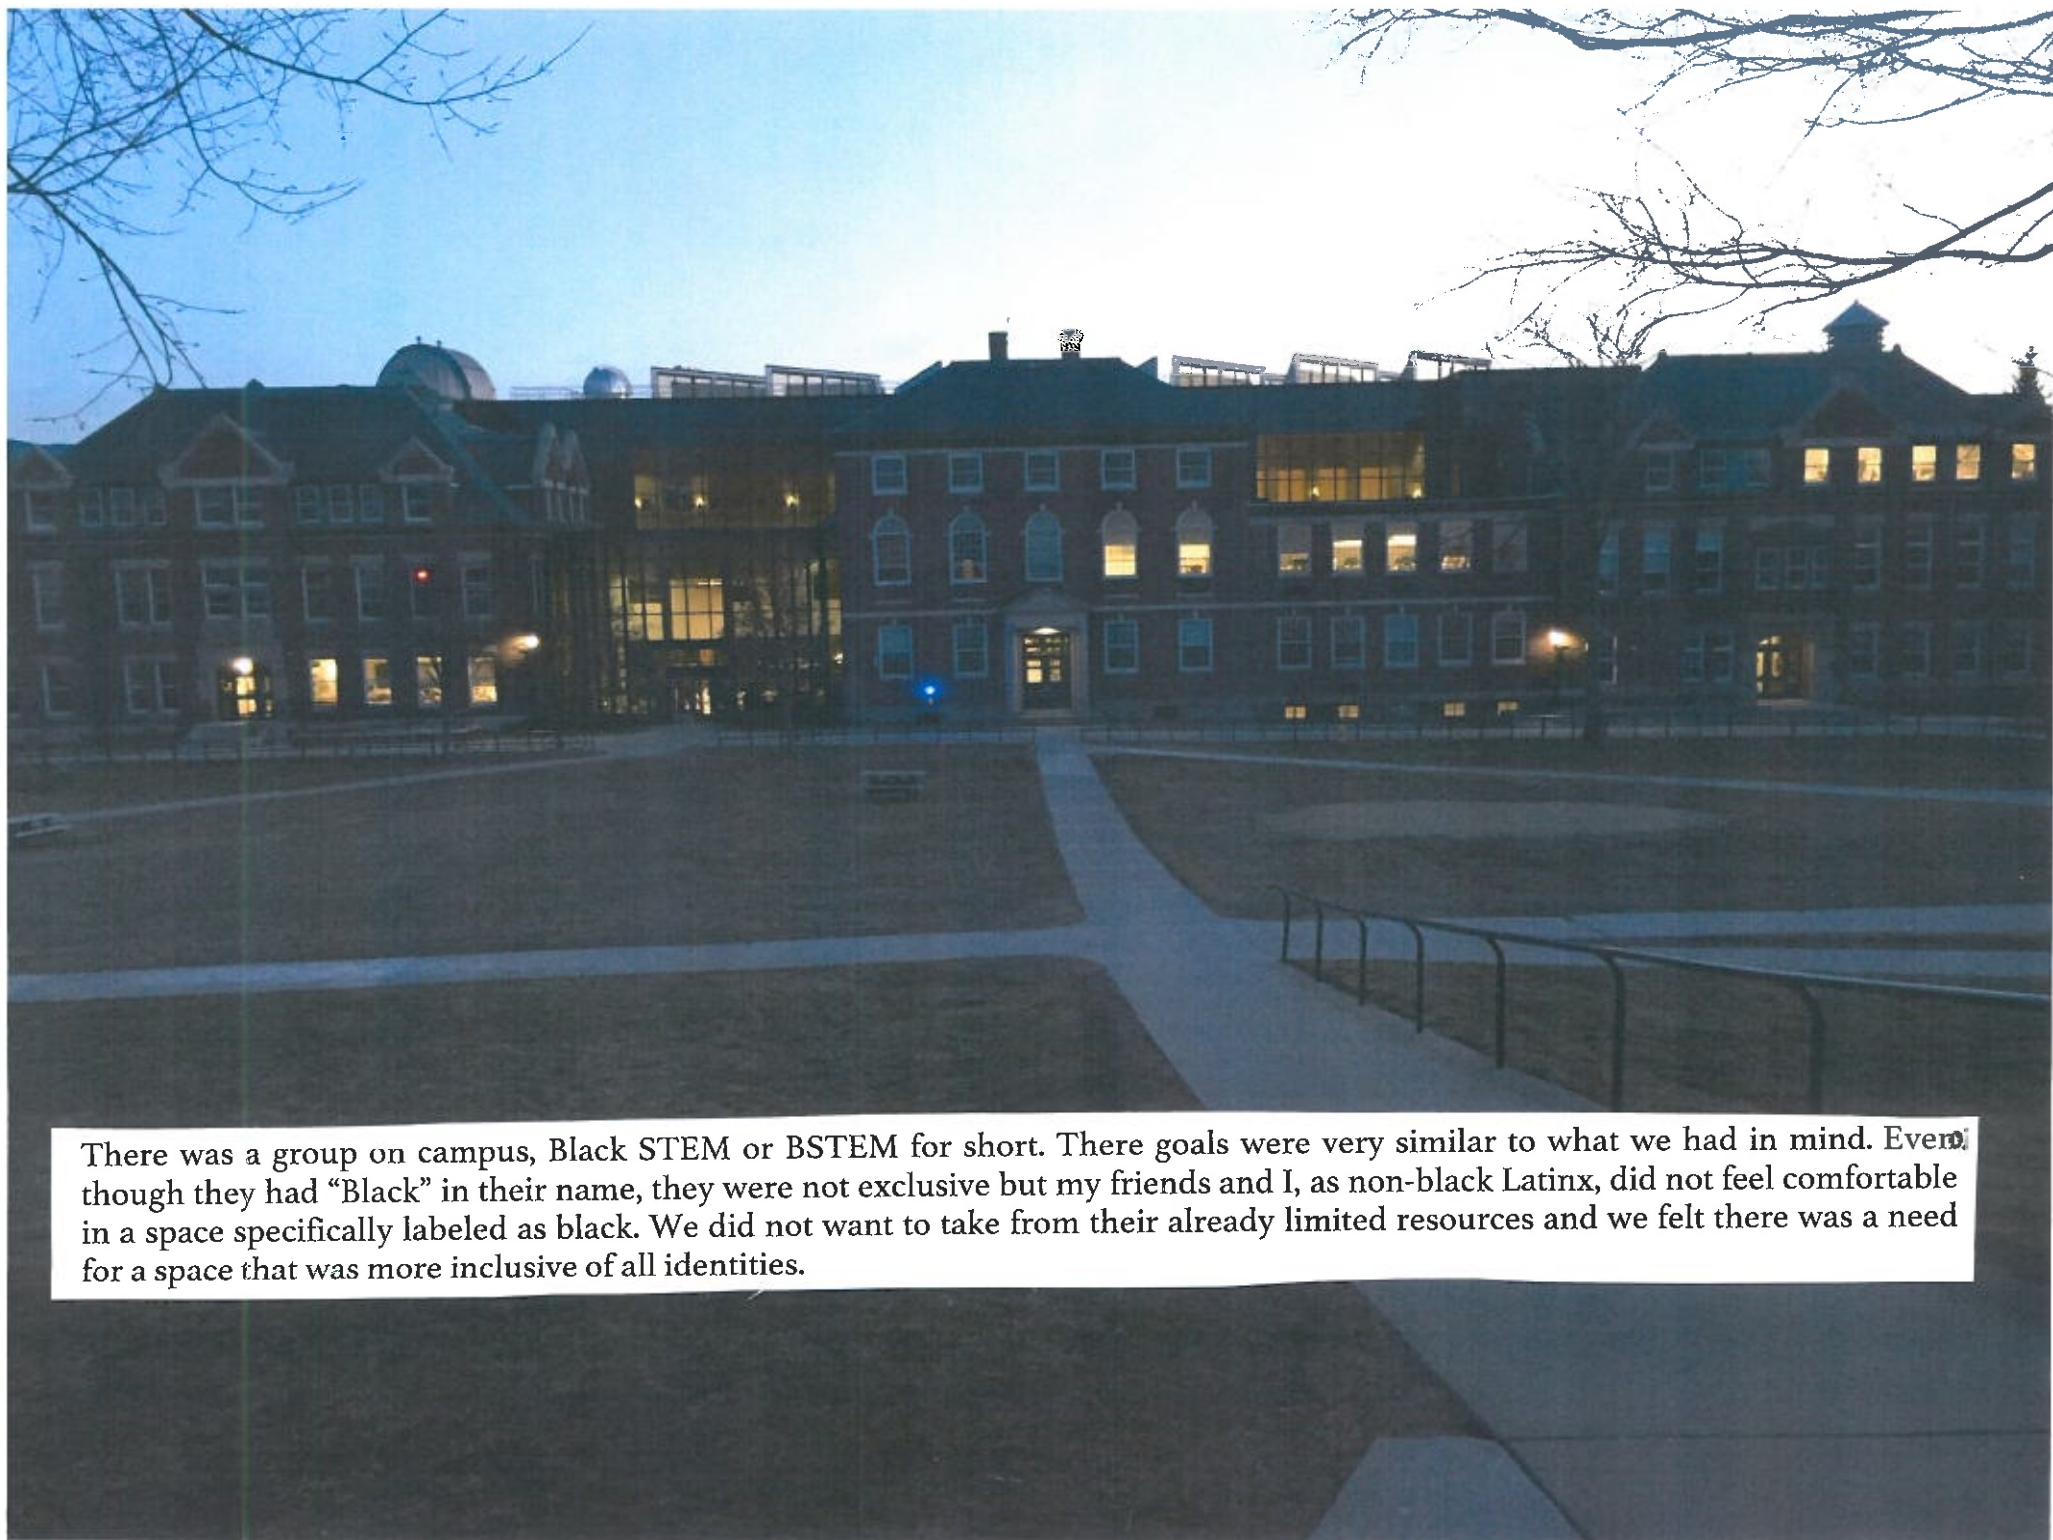 There was a group on campus, Black STEM or BSTEM for short. There goals were very similar to what we had in mind. Even
though they had “Black” in their name, they were not exclusive but my friends and I, as non-black Latinx, did not feel comfortable
in a space specifically labeled as black. We did not want to take from their already limited resources and we felt there was a need
for a space that was more inclusive of all identities.